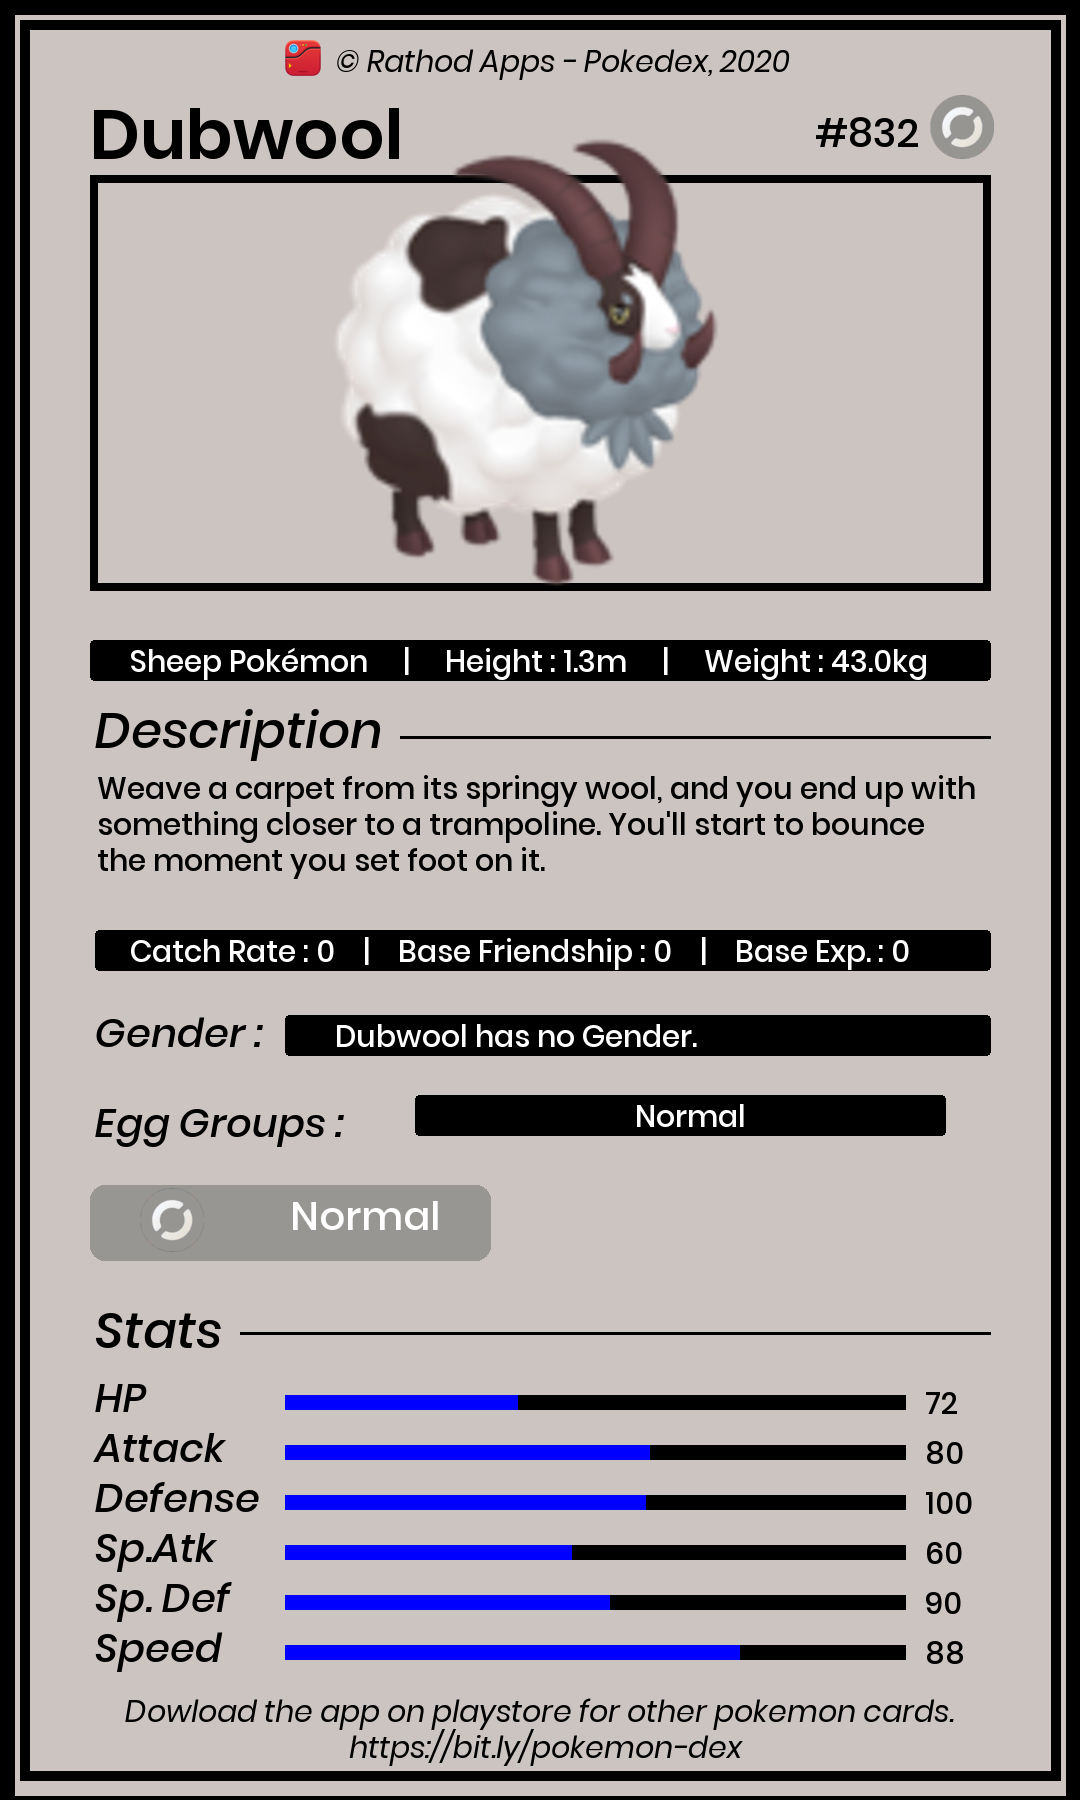 © Rathod Apps - Pokedex, 2020
Dubwool #832
Sheep Pokémon | Height : 1.3m | Weight : 43.0kg
Description
Weave a carpet from its springy wool, and you end up with
something closer to a trampoline. You'll start to bounce
the moment you set foot on it.
Catch Rate : 0 | Base Friendship : 0 | Base Exp. : 0
Gender : Dubwool has no Gender.
Egg Groups : Normal
Normal
Stats
HP 72
Attack 80
Defense 100
Sp.Atk 60
Sp. Def 90
Speed 88
Dowload the app on playstore for other pokemon cards.
https://bit.ly/pokemon-dex